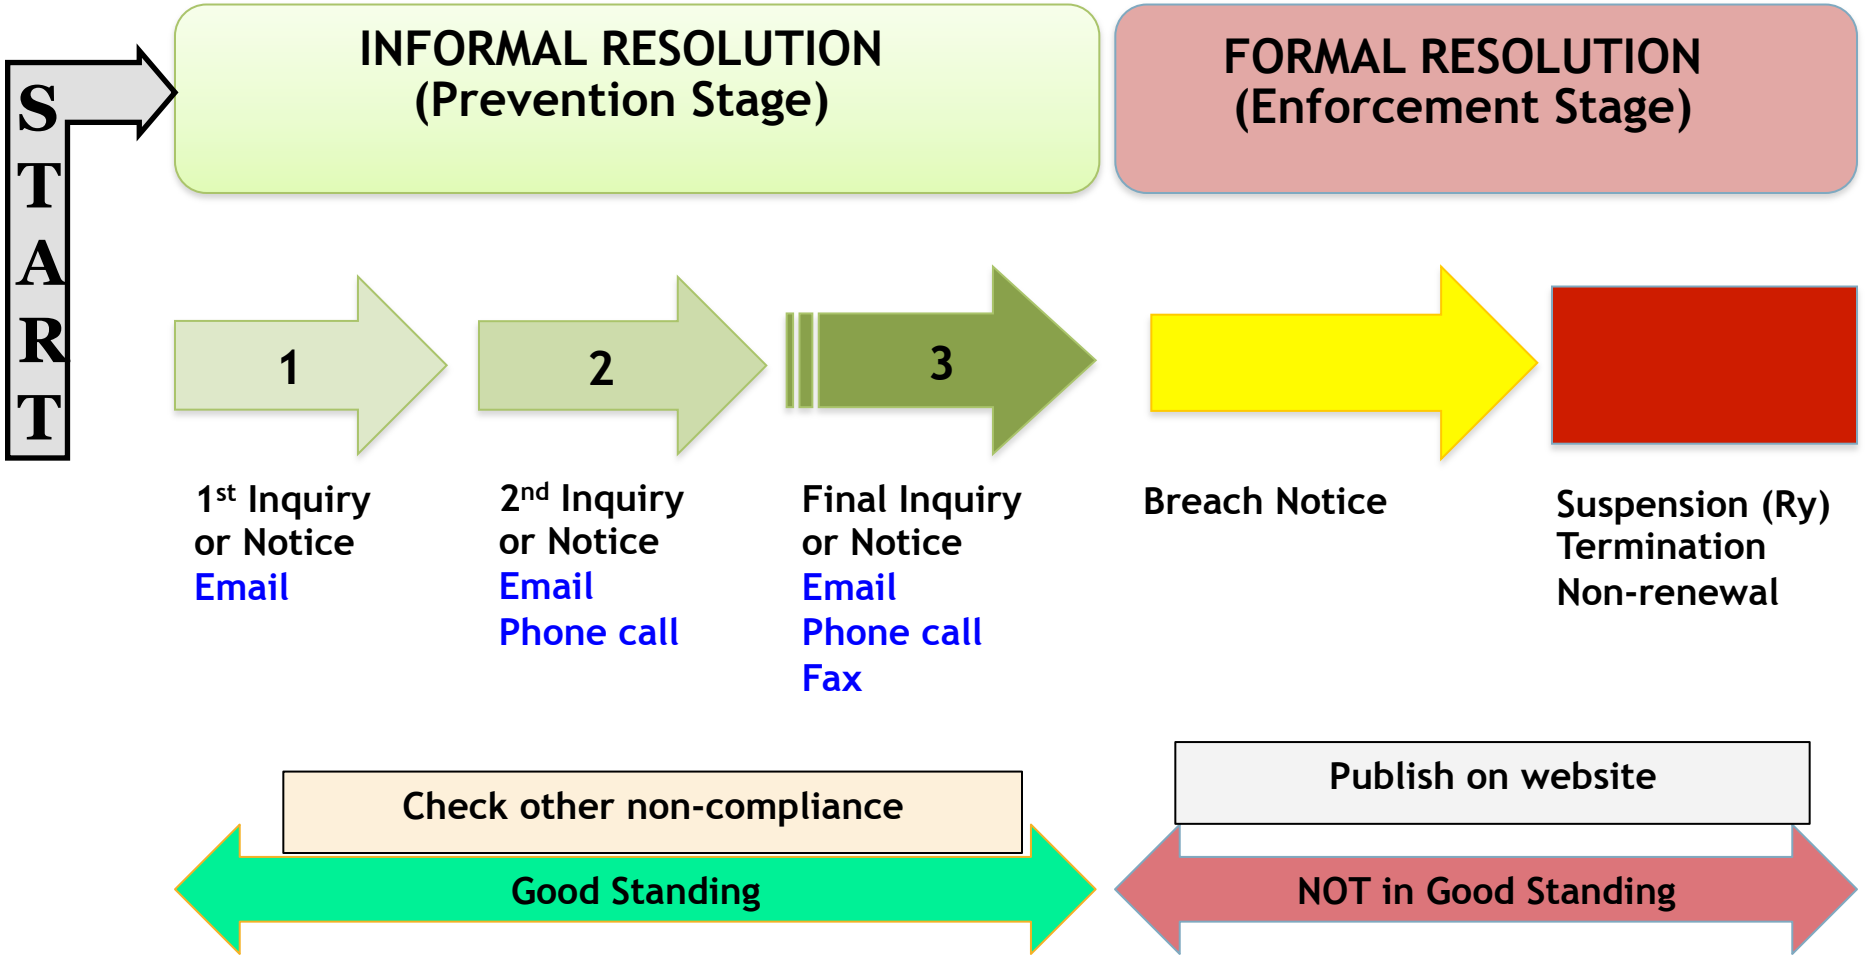 START
INFORMAL RESOLUTION
(Prevention Stage)
FORMAL RESOLUTION
(Enforcement Stage)
1
2
3
1st Inquiry
or Notice
Email
2nd Inquiry
or Notice
Email
Phone call
Final Inquiry
or Notice
Email
Phone call
Fax
Breach Notice
Suspension (Ry)
Termination
Non-renewal
Check other non-compliance
Good Standing
Publish on website
NOT in Good Standing